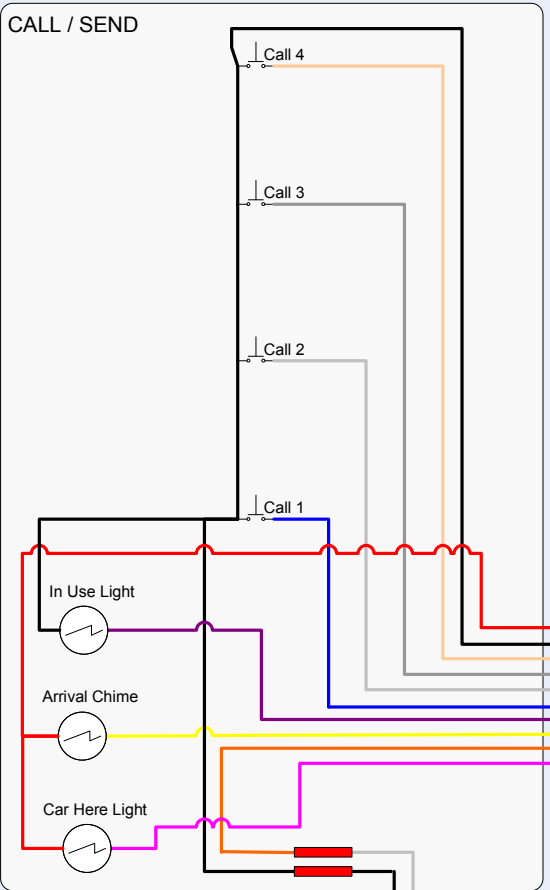 CALL / SEND
Call 4
Call 3
Call 2
Call 1
In Use Light
Arrival Chime
Car Here Light